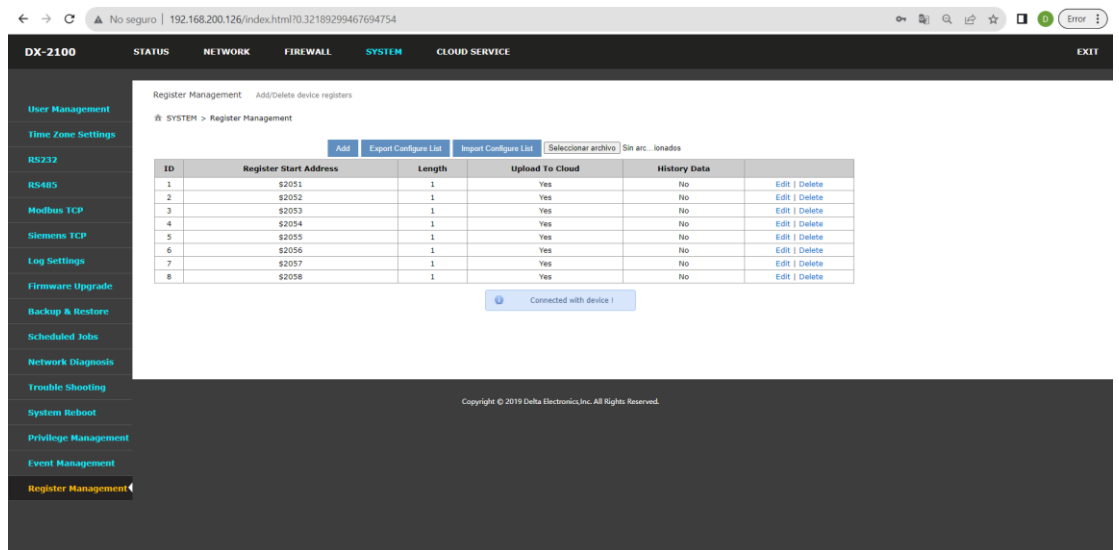 No seguro | 192.168.200.126/index.html?0.32189299467694754
D
Error
DX-2100 STATUS NETWORK FIREWALL SYSTEM CLOUD SERVICE EXIT
User Management
Time Zone Settings
RS232
RS485
Modbus TCP
Siemens TCP
Log Settings
Firmware Upgrade
Backup & Restore
Scheduled Jobs
Network Diagnosis
Trouble Shooting
System Reboot
Privilege Management
Event Management
Register Management
Register Management Add/Delete device registers
SYSTEM > Register Management
Add Export Configure List Import Configure List Seleccionar archivo Sin arc...ionados
ID Register Start Address Length Upload To Cloud History Data
1 $2051 1 Yes No Edit | Delete
2 $2052 1 Yes No Edit | Delete
3 $2053 1 Yes No Edit | Delete
4 $2054 1 Yes No Edit | Delete
5 $2055 1 Yes No Edit | Delete
6 $2056 1 Yes No Edit | Delete
7 $2057 1 Yes No Edit | Delete
8 $2058 1 Yes No Edit | Delete
Connected with device !
Copyright © 2019 Delta Electronics,Inc. All Rights Reserved.